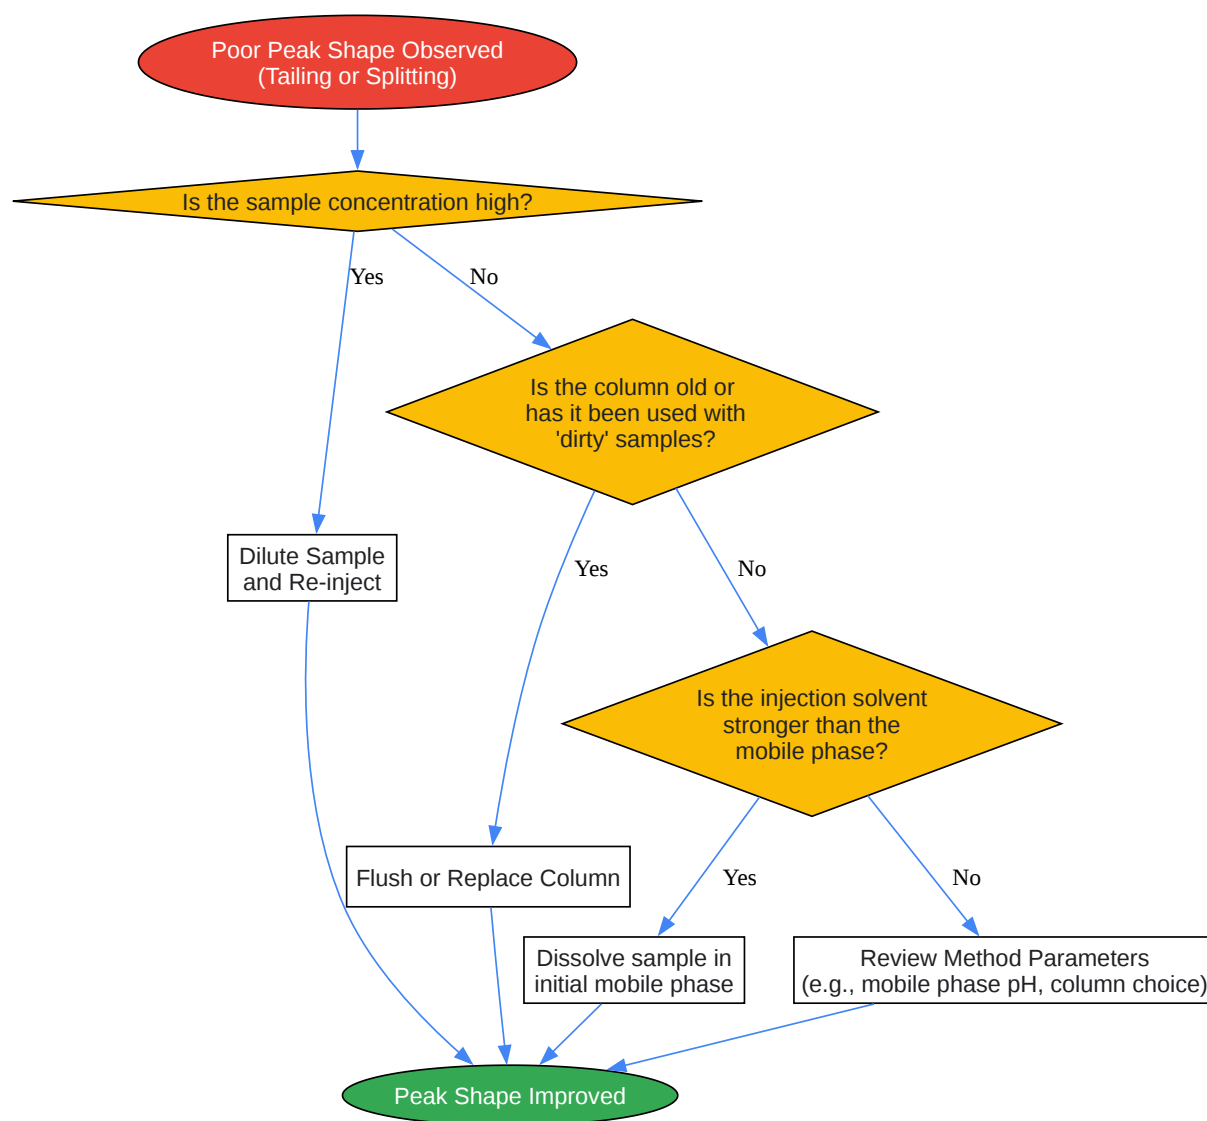 Poor Peak Shape Observed
(Tailing or Splitting)
Is the sample concentration high?
Yes
No
Is the column old or
has it been used with
'dirty' samples?
Dilute Sample
and Re-inject
Yes
No
Is the injection solvent
stronger than the
mobile phase?
Flush or Replace Column
Yes
No
Dissolve sample in
initial mobile phase
Review Method Parameters
(e.g., mobile phase pH, column choice)
Peak Shape Improved